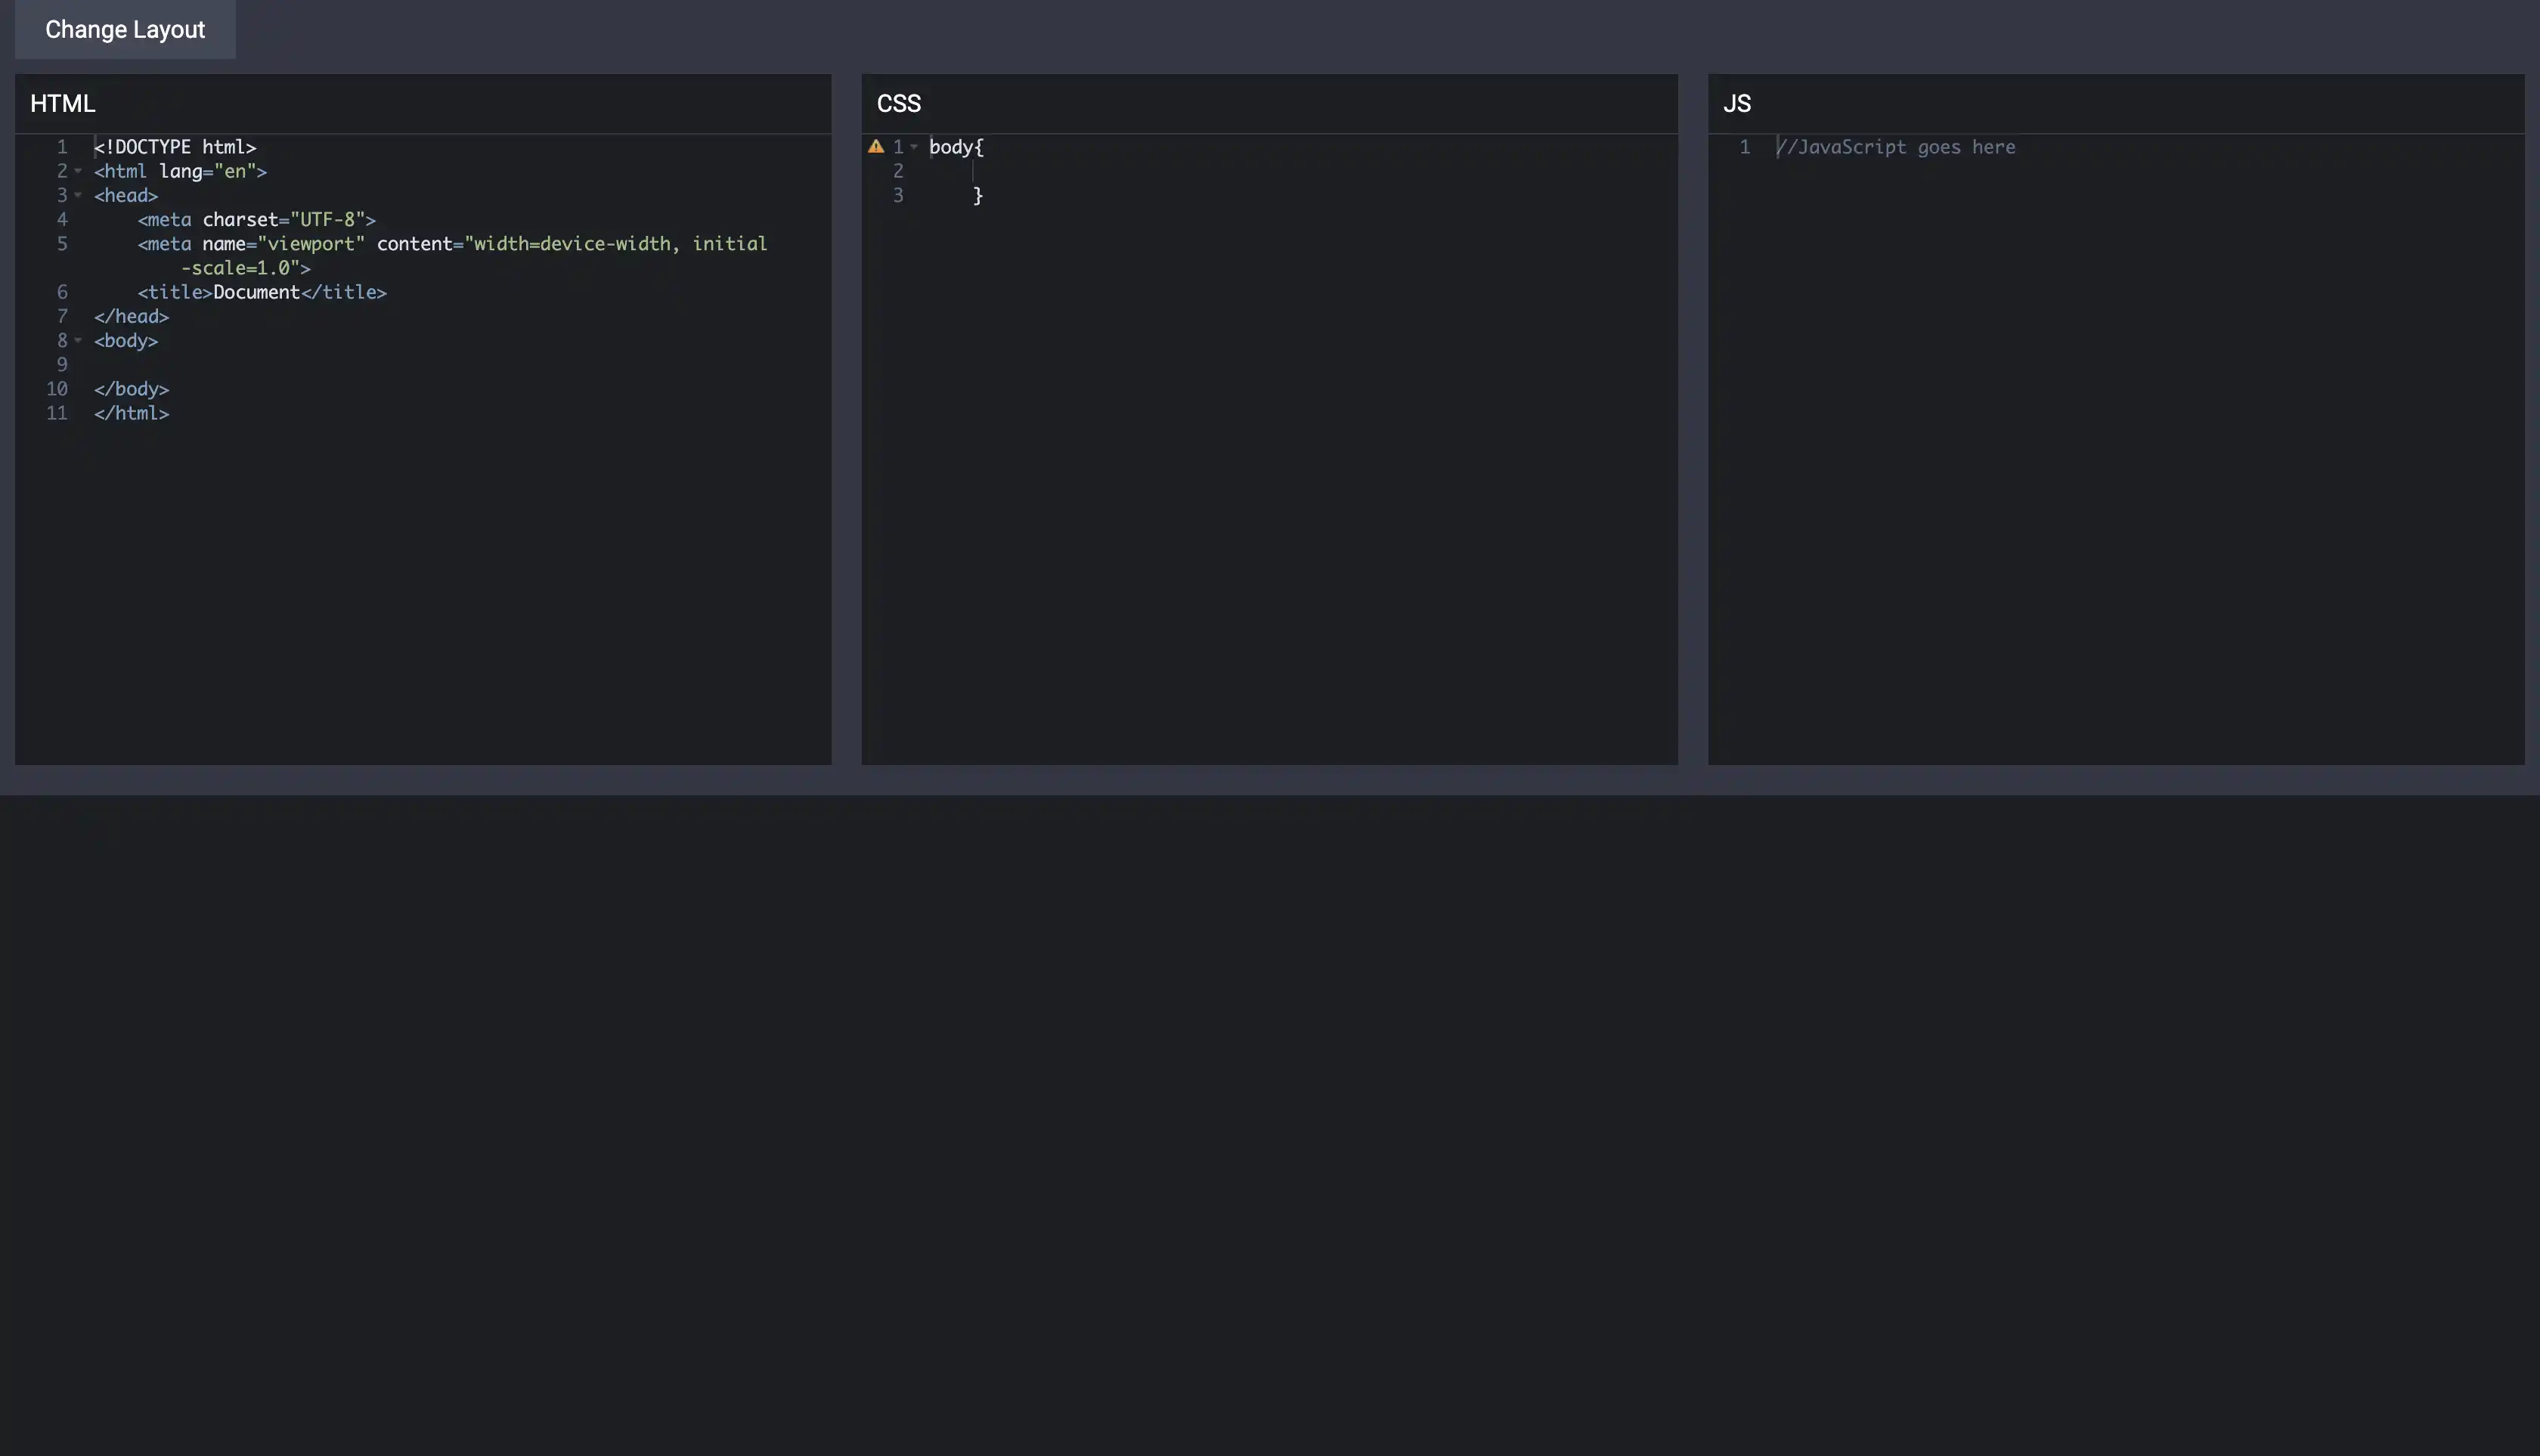 Change Layout
HTML
1 <!DOCTYPE html>
2 <html lang="en">
3 <head>
4     <meta charset="UTF-8">
5     <meta name="viewport" content="width=device-width, initial
        -scale=1.0">
6     <title>Document</title>
7 </head>
8 <body>
9
10 </body>
11 </html>
CSS
1 body{
2
3     }
JS
1 //JavaScript goes here